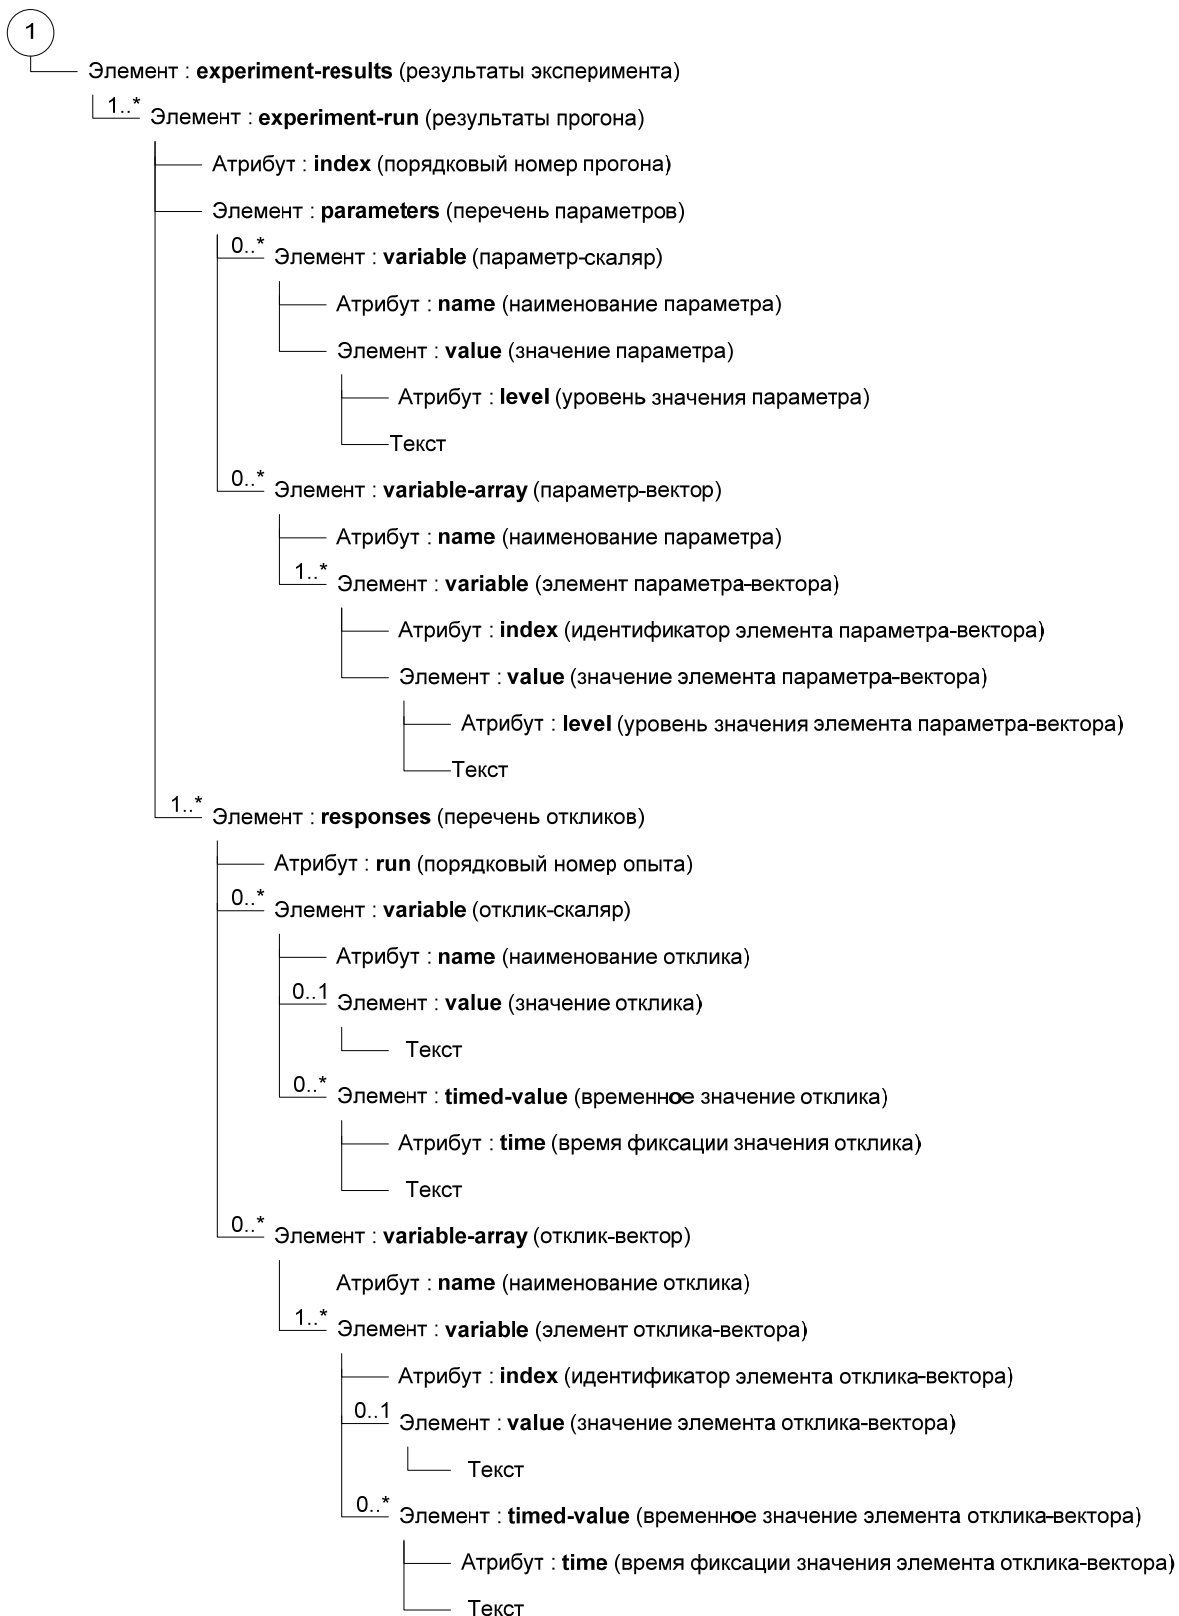 1
Элемент : experiment-results (результаты эксперимента)
1..* Элемент : experiment-run (результаты прогона)
Атрибут : index (порядковый номер прогона)
Элемент : parameters (перечень параметров)
0..* Элемент : variable (параметр-скаляр)
Атрибут : name (наименование параметра)
Элемент : value (значение параметра)
Атрибут : level (уровень значения параметра)
Текст
0..* Элемент : variable-array (параметр-вектор)
Атрибут : name (наименование параметра)
1..* Элемент : variable (элемент параметра-вектора)
Атрибут : index (идентификатор элемента параметра-вектора)
Элемент : value (значение элемента параметра-вектора)
Атрибут : level (уровень значения элемента параметра-вектора)
Текст
1..* Элемент : responses (перечень откликов)
Атрибут : run (порядковый номер опыта)
0..* Элемент : variable (отклик-скаляр)
Атрибут : name (наименование отклика)
0..1 Элемент : value (значение отклика)
Текст
0..* Элемент : timed-value (временное значение отклика)
Атрибут : time (время фиксации значения отклика)
Текст
0..* Элемент : variable-array (отклик-вектор)
Атрибут : name (наименование отклика)
1..* Элемент : variable (элемент отклика-вектора)
Атрибут : index (идентификатор элемента отклика-вектора)
0..1 Элемент : value (значение элемента отклика-вектора)
Текст
0..* Элемент : timed-value (временное значение элемента отклика-вектора)
Атрибут : time (время фиксации значения элемента отклика-вектора)
Текст